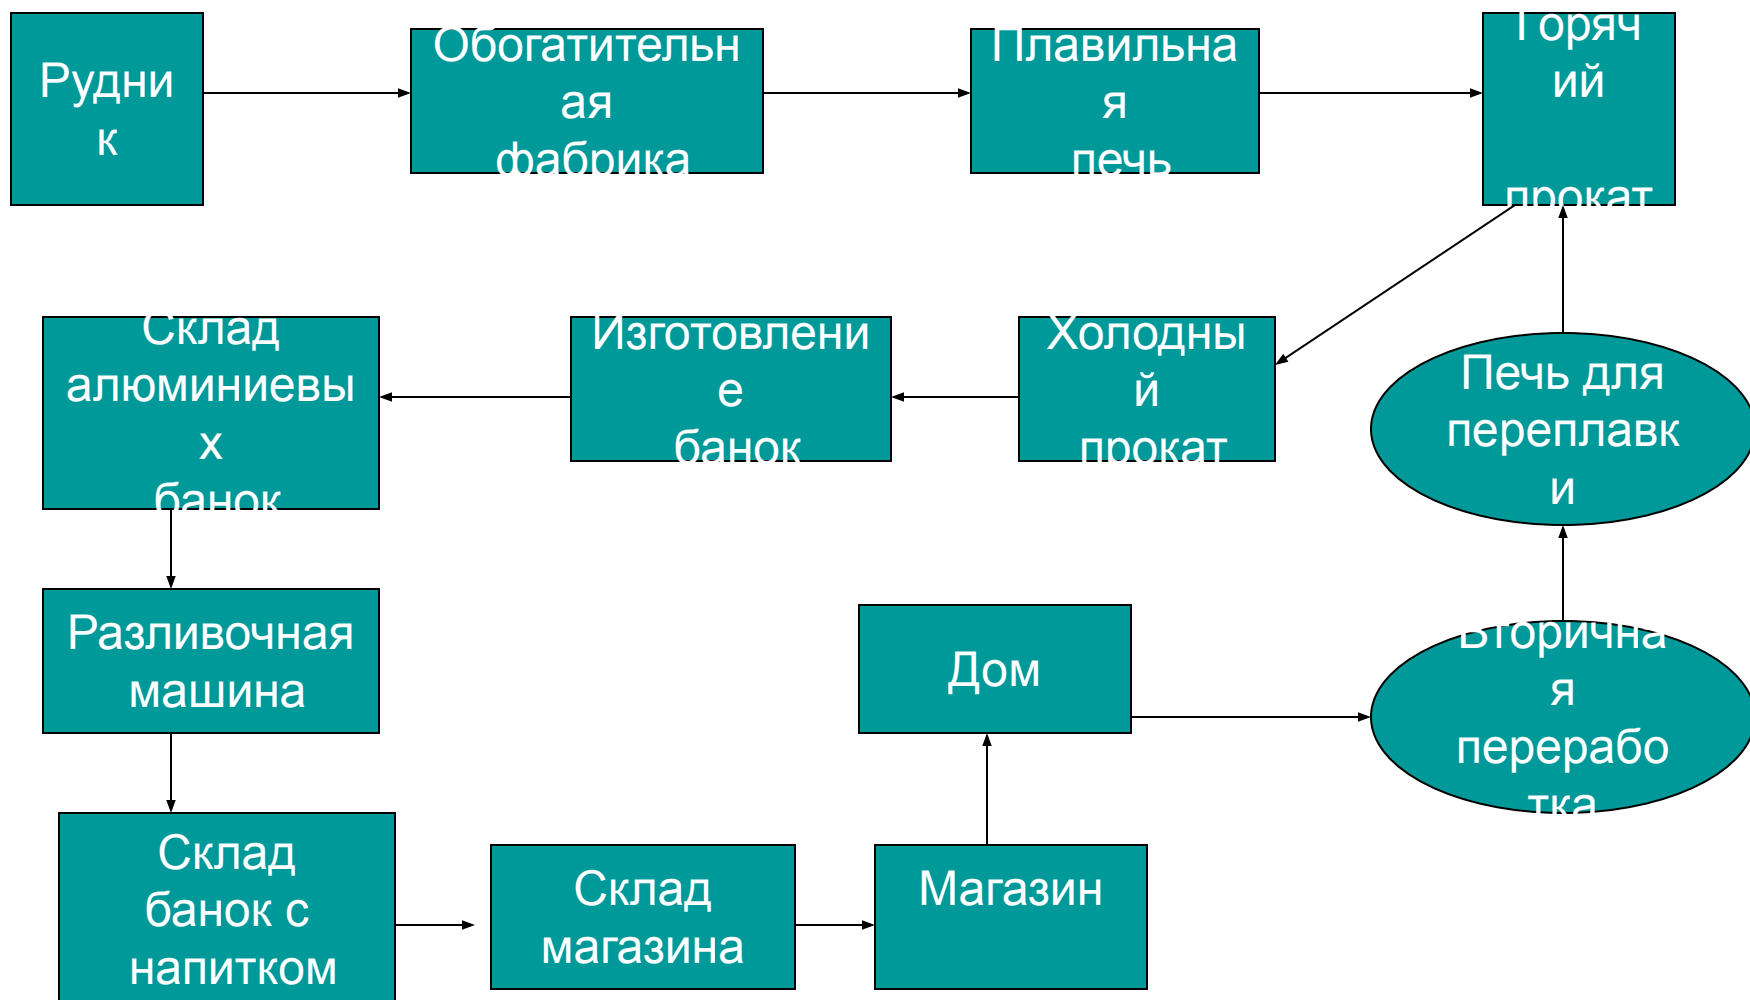 Рудни
к
Обогатительн
ая
фабрика
Плавильна
я
печь
Горяч
ий
прокат
Склад
алюминиевы
х
банок
Изготовлени
е
банок
Холодны
й
прокат
Печь для
переплавк
и
Разливочная
машина
Дом
Вторична
я
перерабо
тка
Склад
банок с
напитком
Склад
магазина
Магазин